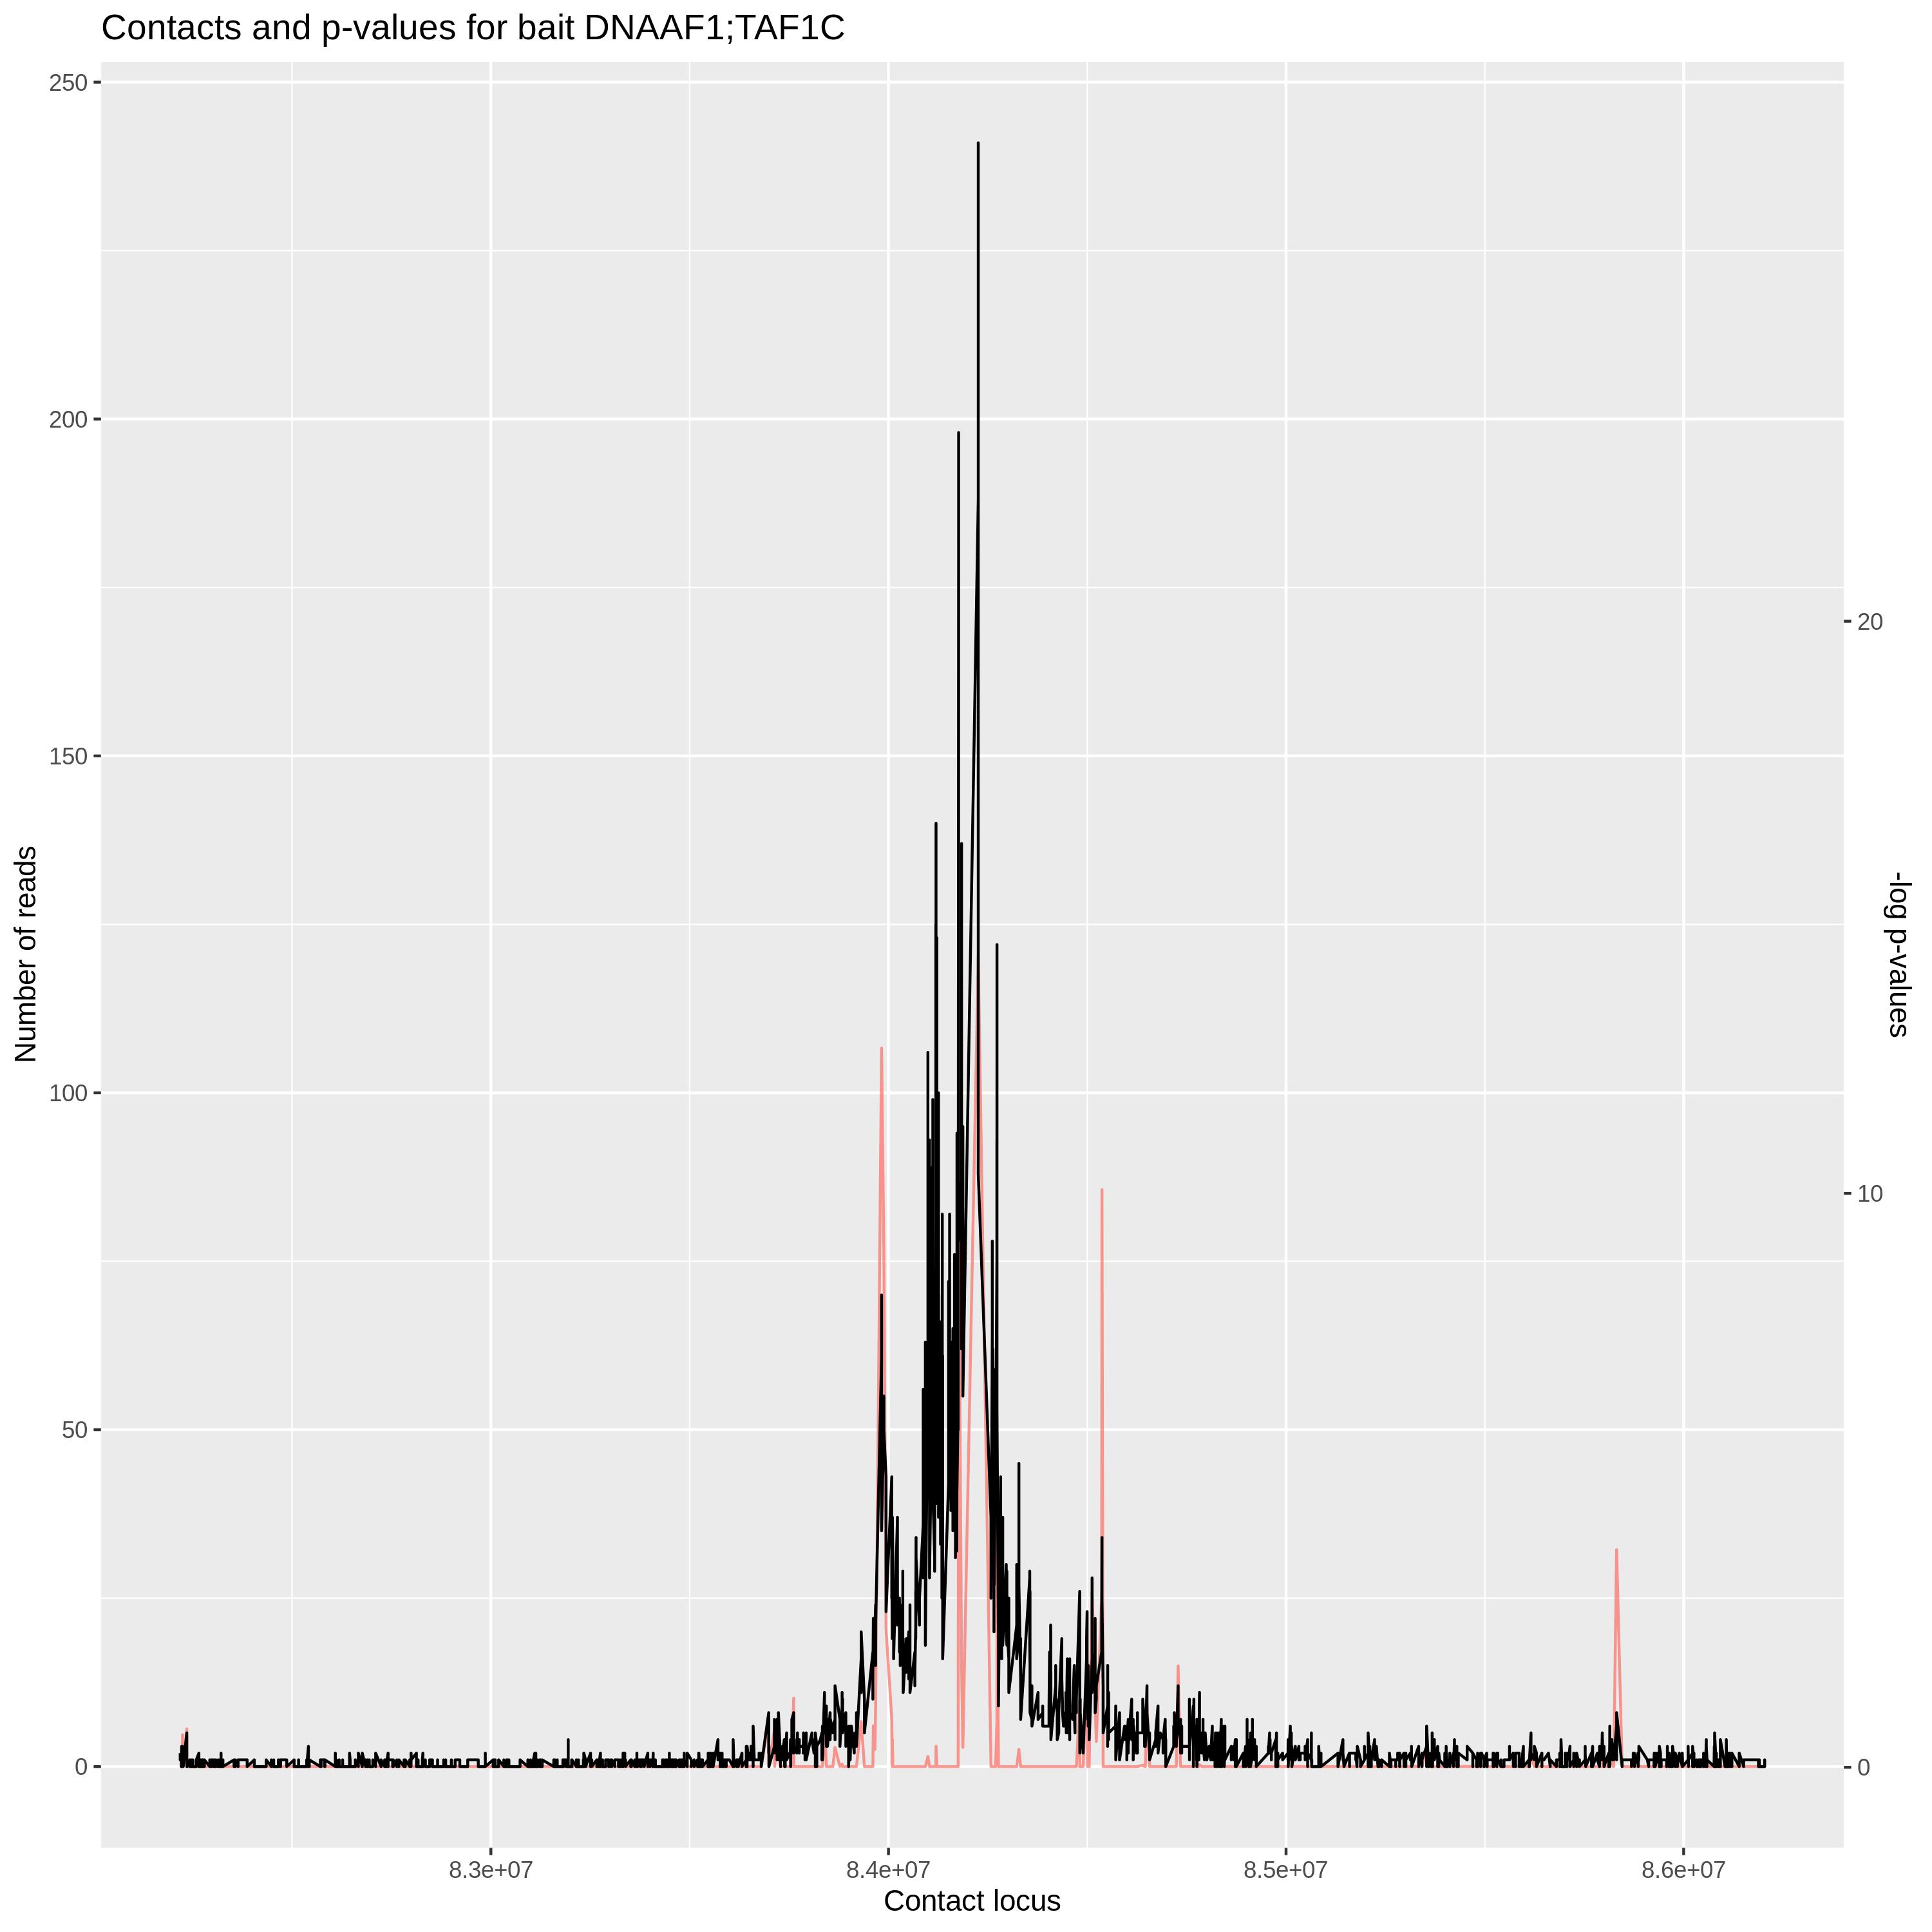 Contacts and p-values for bait DNAAF1;TAF1C
250
200
150
100
50
0
Number of reads
20
10
0
-log p-values
8.3e+07 8.4e+07 8.5e+07 8.6e+07
Contact locus